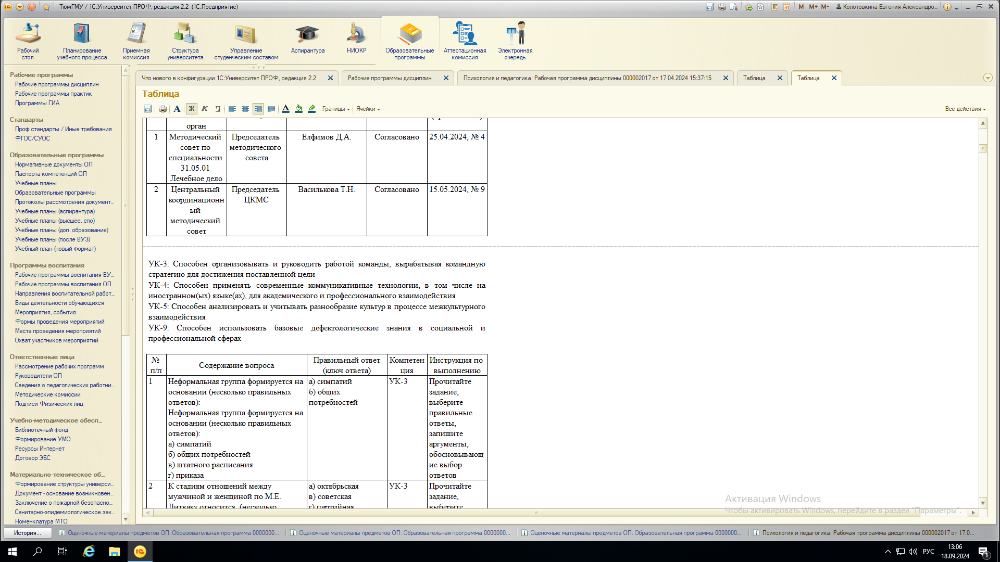 ТюмГМУ / 1С:Университет ПРОФ, редакция 2.2 (1С:Предприятие)
M M+ M- Колотовкина Евгения Александро...
Рабочий стол
Планирование учебного процесса
Приемная комиссия
Структура университета
Управление студенческим составом
Аспирантура
НИОКР
Образовательные программы
Аттестационная комиссия
Электронная очередь
Что нового в конфигурации 1С:Университет ПРОФ, редакция 2.2
Рабочие программы дисциплин
Психология и педагогика: Рабочая программа дисциплины 000002017 от 17.04.2024 15:37:15
Таблица
Таблица
Рабочие программы
Рабочие программы дисциплин
Рабочие программы практик
Программы ГИА
Стандарты
Проф стандарты / Иные требования
ФГОС/СУОС
Образовательные программы
Нормативные документы ОП
Паспорта компетенций ОП
Учебные планы
Образовательные программы
Протоколы рассмотрения документ...
Учебные планы (аспирантура)
Учебные планы (высшее, спо)
Учебные планы (доп. образование)
Учебные планы (после ВУЗ)
Учебный план (новый формат)
Программы воспитания
Рабочие программы воспитания ВУ...
Рабочие программы воспитания ОП
Направления воспитательной работ...
Виды деятельности обучающихся
Мероприятия, события
Формы проведения мероприятий
Места проведения мероприятий
Охват участников мероприятий
Ответственные лица
Рассмотрение рабочих программ
Руководители ОП
Сведения о педагогических работни...
Методические комиссии
Подписи Физических лиц
Учебно-методическое обесп...
Библиотечный фонд
Формирование УМО
Ресурсы Интернет
Договор ЭБС
Материально-техническое об...
Формирование структуры универси...
Документ - основание возникновен...
Заключение о пожарной безопасно...
Санитарно-эпидемиологическое зак...
Номенклатура МТО
Таблица
А Ж К Ч А Границы Ячейки
Все действия
орган
1 Методический совет по специальности 31.05.01 Лечебное дело
Председатель методического совета
Елфимов Д.А.
Согласовано
25.04.2024, № 4
2 Центральный координационный методический совет
Председатель ЦКМС
Василькова Т.Н.
Согласовано
15.05.2024, № 9
УК-3: Способен организовывать и руководить работой команды, вырабатывая командную
стратегию для достижения поставленной цели
УК-4: Способен применять современные коммуникативные технологии, в том числе на
иностранном(ых) языке(ах), для академического и профессионального взаимодействия
УК-5: Способен анализировать и учитывать разнообразие культур в процессе межкультурного
взаимодействия
УК-9: Способен использовать базовые дефектологические знания в социальной и
профессиональной сферах
№ п/п
Содержание вопроса
Правильный ответ (ключ ответа)
Компетенция
Инструкция по выполнению
1
Неформальная группа формируется на
основании (несколько правильных
ответов):
Неформальная группа формируется на
основании (несколько правильных
ответов):
а) симпатий
б) общих потребностей
в) штатного расписания
г) приказа
а) симпатий
б) общих
потребностей
УК-3
Прочитайте
задание,
выберите
правильные
ответы,
запишите
аргументы,
обосновывающ
ие выбор
ответов
2
К стадиям отношений между
мужчиной и женщиной по М.Е.
Литваку относится (несколько
а) октябрьская
в) советская
г) партийная
УК-3
Прочитайте
задание,
выберите
Активация Windows
Чтобы активировать Windows, перейдите в раздел "Параметры".
История...
Оценочные материалы предметов ОП: Образовательная программа 0000000...
Оценочные материалы предметов ОП: Образовательная программа 0000000...
Оценочные материалы предметов ОП: Образовательная программа 0000000...
Психология и педагогика: Рабочая программа дисциплины 000002017 от 17.0...
РУС
13:06
18.09.2024
1